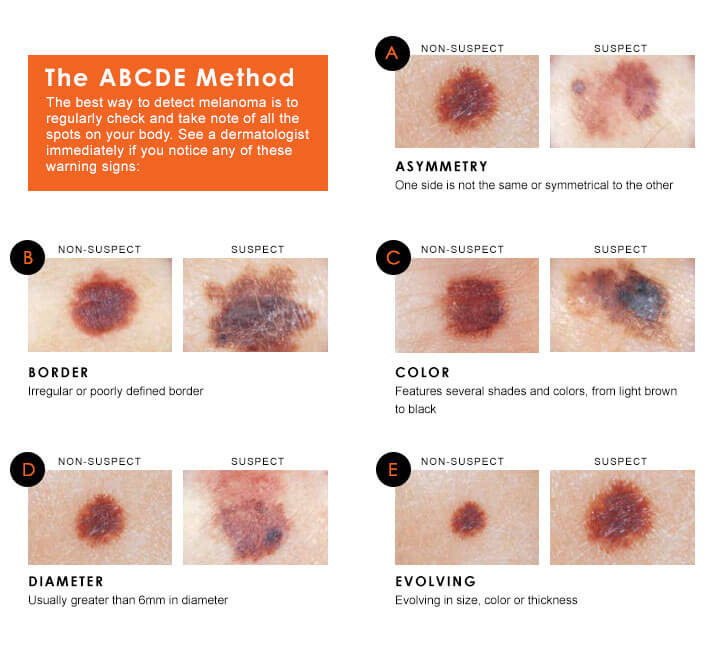 The ABCDE Method
The best way to detect melanoma is to
regularly check and take note of all the
spots on your body. See a dermatologist
immediately if you notice any of these
warning signs:
A
NON-SUSPECT
SUSPECT
ASYMMETRY
One side is not the same or symmetrical to the other
B
NON-SUSPECT
SUSPECT
BORDER
Irregular or poorly defined border
C
NON-SUSPECT
SUSPECT
COLOR
Features several shades and colors, from light brown
to black
D
NON-SUSPECT
SUSPECT
DIAMETER
Usually greater than 6mm in diameter
E
NON-SUSPECT
SUSPECT
EVOLVING
Evolving in size, color or thickness